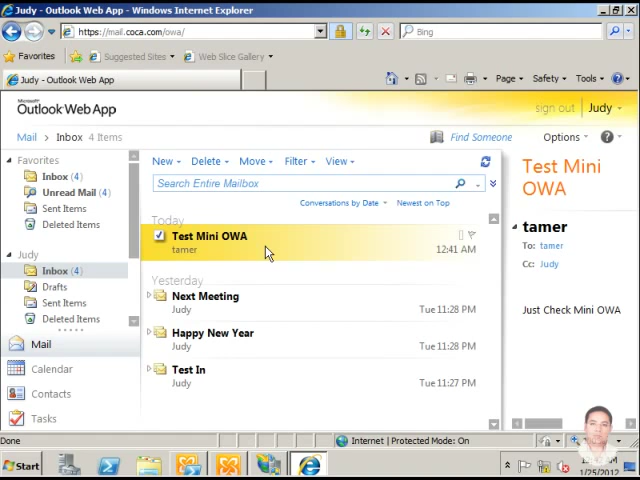 Judy - Outlook Web App - Windows Internet Explorer
https://mail.coca.com/owa/
Bing
Favorites
Suggested Sites
Web Slice Gallery
Judy - Outlook Web App
Page
Safety
Tools
Microsoft
Outlook Web App
sign out
Judy
Mail
Inbox 4 Items
Find Someone
Options
Favorites
Inbox (4)
Unread Mail (4)
Sent Items
Deleted Items
Judy
Inbox (4)
Drafts
Sent Items
Deleted Items
Mail
Calendar
Contacts
Tasks
New
Delete
Move
Filter
View
Search Entire Mailbox
Conversations by Date
Newest on Top
Today
Test Mini OWA
tamer
12:41 AM
Yesterday
Next Meeting
Judy
Tue 11:28 PM
Happy New Year
Judy
Tue 11:28 PM
Test In
Judy
Tue 11:27 PM
Test Mini
OWA
tamer
To: tamer
Cc: Judy
Just Check Mini OWA
Done
Internet | Protected Mode: On
Start
1/25/2012